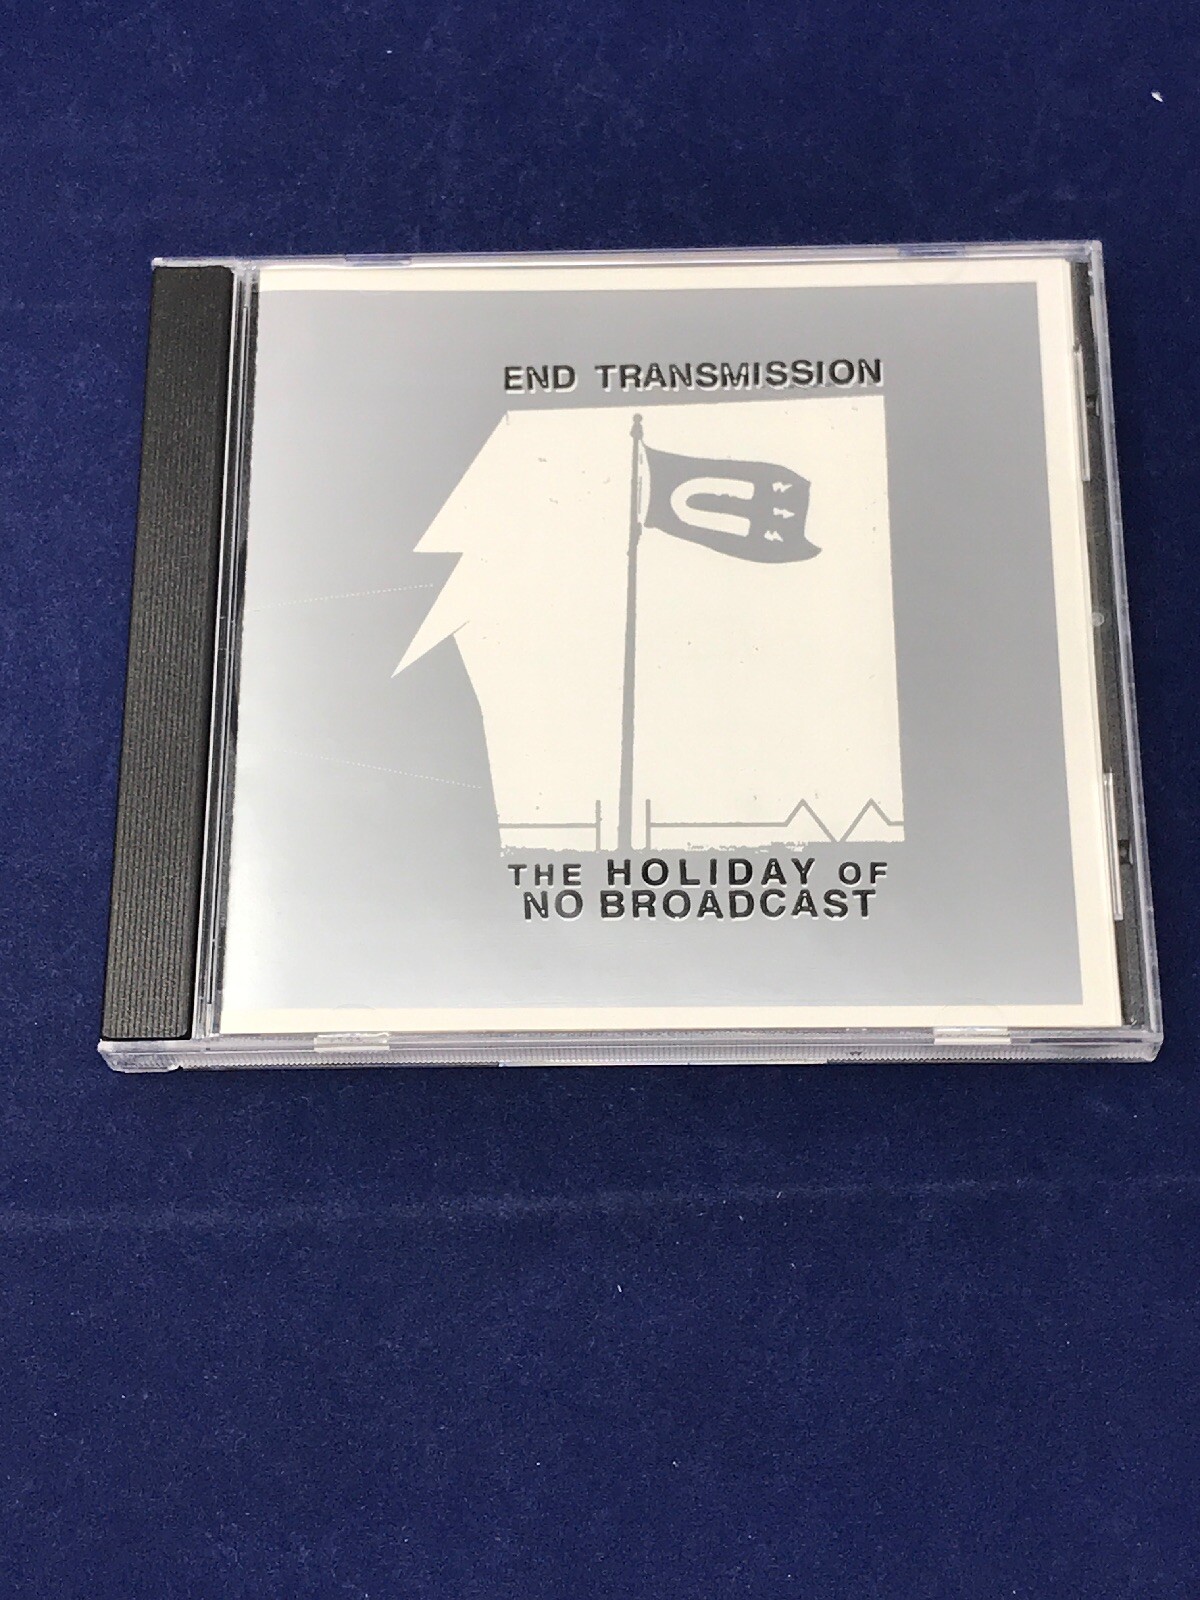 END TRANSMISSION
THE HOLIDAY OF
NO BROADCAST